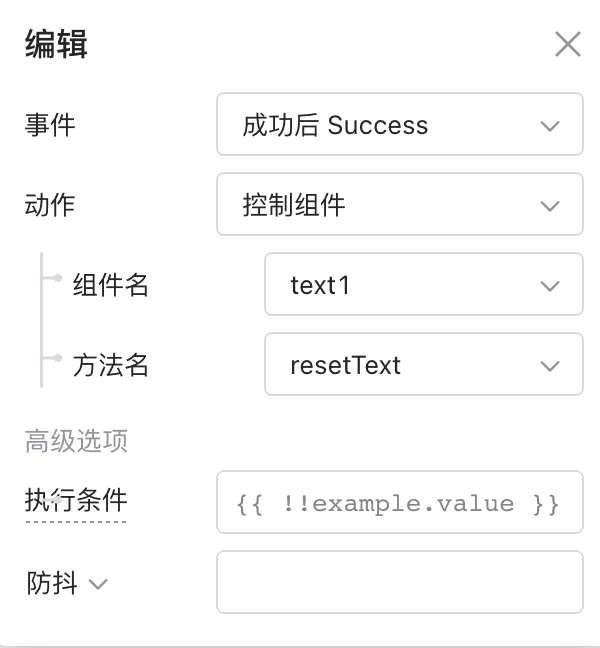 编辑
事件 成功后 Success
动作 控制组件
组件名 text1
方法名 resetText
高级选项
执行条件 {{ !!example.value }}
防抖